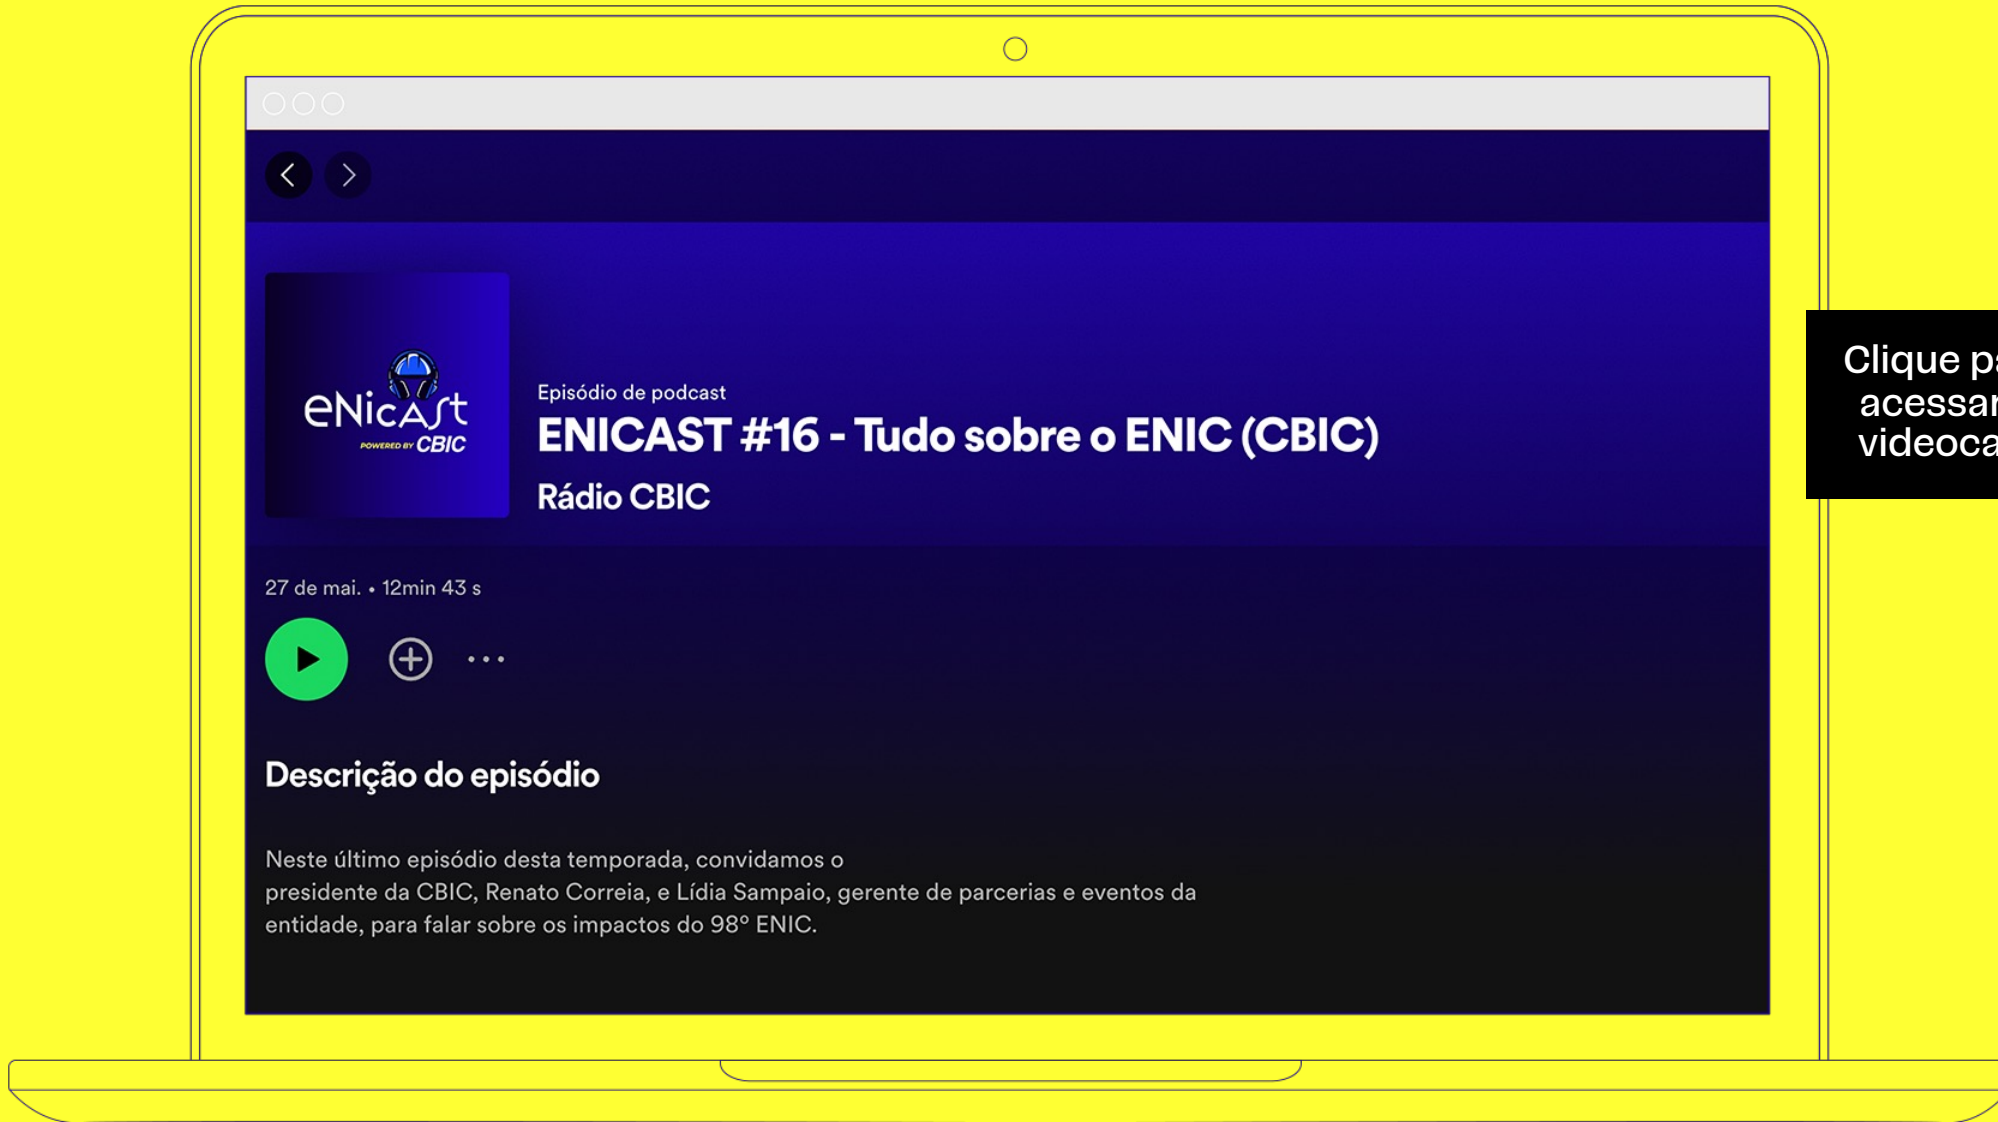 eNicAst
POWERED BY CBIC
Episódio de podcast
ENICAST #16 - Tudo sobre o ENIC (CBIC)
Rádio CBIC
27 de mai. • 12min 43 s
Descrição do episódio
Neste último episódio desta temporada, convidamos o
presidente da CBIC, Renato Correia, e Lídia Sampaio, gerente de parcerias e eventos da
entidade, para falar sobre os impactos do 98º ENIC.
Clique